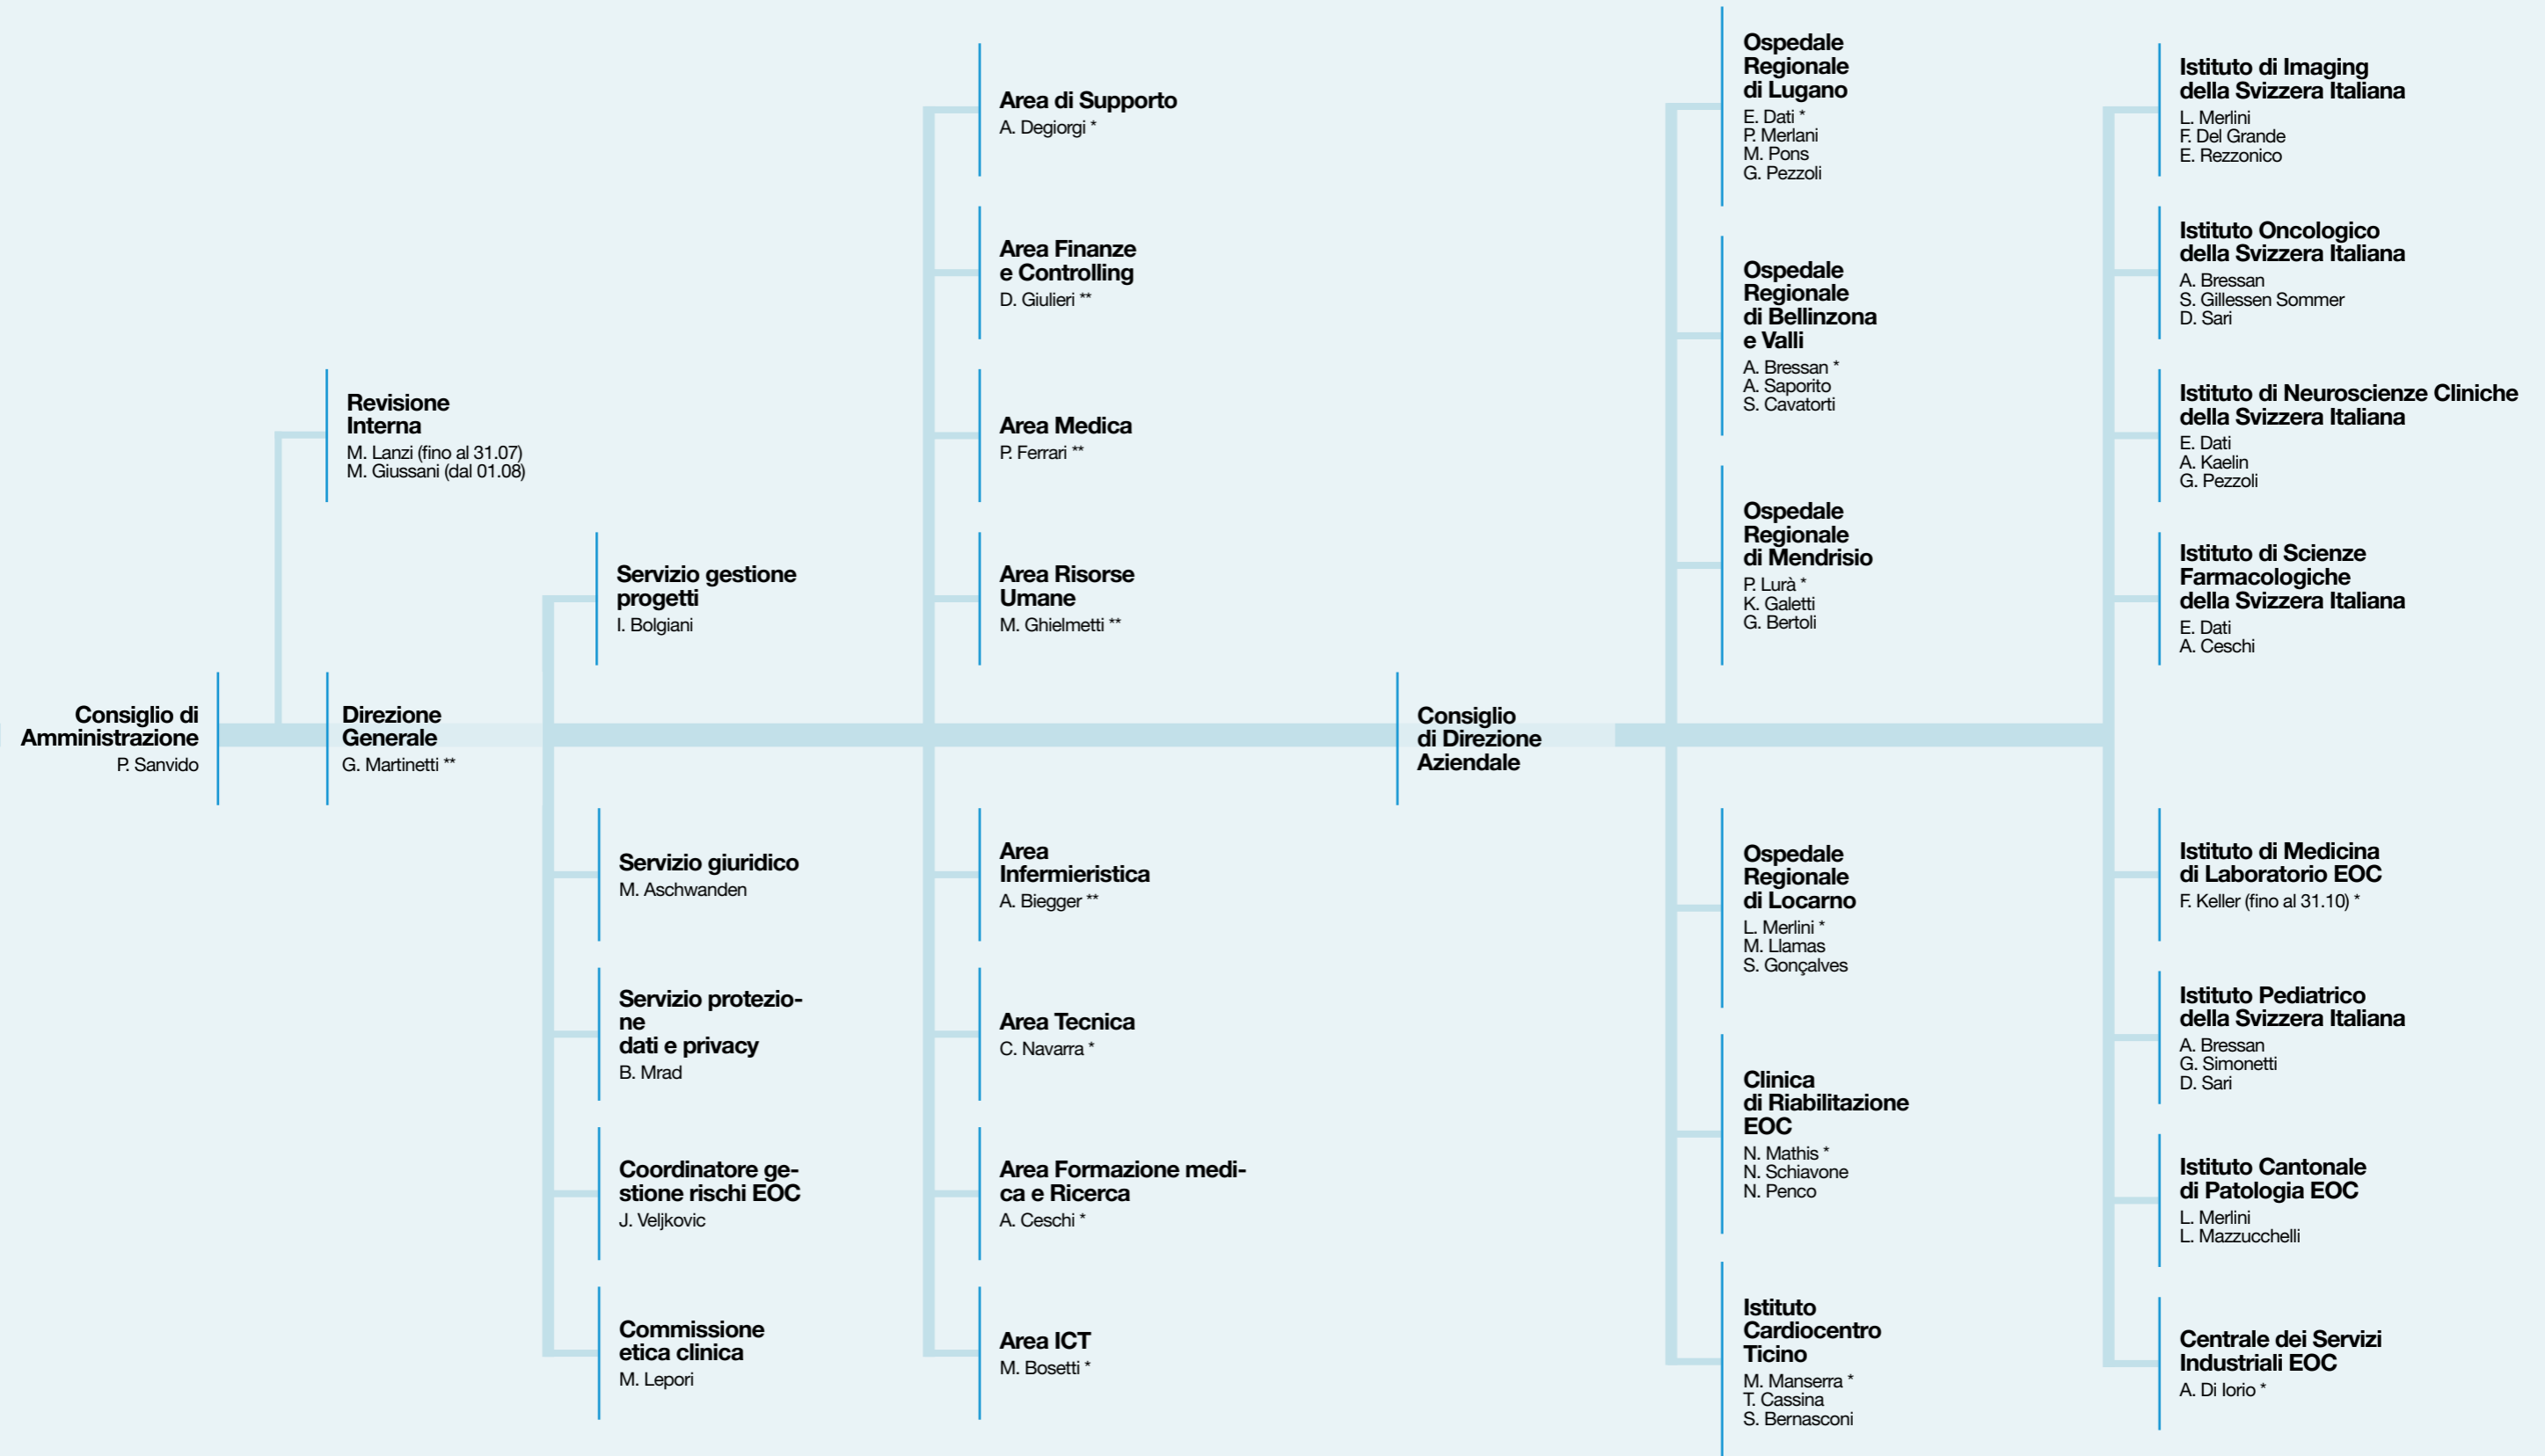 Consiglio di
Amministrazione
P. Sanvido
Revisione
Interna
M. Lanzi (fino al 31.07)
M. Giussani (dal 01.08)
Direzione
Generale
G. Martinetti **
Servizio gestione
progetti
I. Bolgiani
Servizio giuridico
M. Aschwanden
Servizio protezio-
ne
dati e privacy
B. Mrad
Coordinatore ge-
stione rischi EOC
J. Veljkovic
Commissione
etica clinica
M. Lepori
Area di Supporto
A. Degiorgi *
Area Finanze
e Controlling
D. Giulieri **
Area Medica
P. Ferrari **
Area Risorse
Umane
M. Ghielmetti **
Area
Infermieristica
A. Biegger **
Area Tecnica
C. Navarra *
Area Formazione medi-
ca e Ricerca
A. Ceschi *
Area ICT
M. Bosetti *
Consiglio
di Direzione
Aziendale
Ospedale
Regionale
di Lugano
E. Dati *
P. Merlani
M. Pons
G. Pezzoli
Ospedale
Regionale
di Bellinzona
e Valli
A. Bressan *
A. Saporito
S. Cavatorti
Ospedale
Regionale
di Mendrisio
P. Lurà *
K. Galetti
G. Bertoli
Ospedale
Regionale
di Locarno
L. Merlini *
M. Llamas
S. Gonçalves
Clinica
di Riabilitazione
EOC
N. Mathis *
N. Schiavone
N. Penco
Istituto
Cardiocentro
Ticino
M. Manserra *
T. Cassina
S. Bernasconi
Istituto di Imaging
della Svizzera Italiana
L. Merlini
F. Del Grande
E. Rezzonico
Istituto Oncologico
della Svizzera Italiana
A. Bressan
S. Gillessen Sommer
D. Sari
Istituto di Neuroscienze Cliniche
della Svizzera Italiana
E. Dati
A. Kaelin
G. Pezzoli
Istituto di Scienze
Farmacologiche
della Svizzera Italiana
E. Dati
A. Ceschi
Istituto di Medicina
di Laboratorio EOC
F. Keller (fino al 31.10) *
Istituto Pediatrico
della Svizzera Italiana
A. Bressan
G. Simonetti
D. Sari
Istituto Cantonale
di Patologia EOC
L. Merlini
L. Mazzucchelli
Centrale dei Servizi
Industriali EOC
A. Di Iorio *